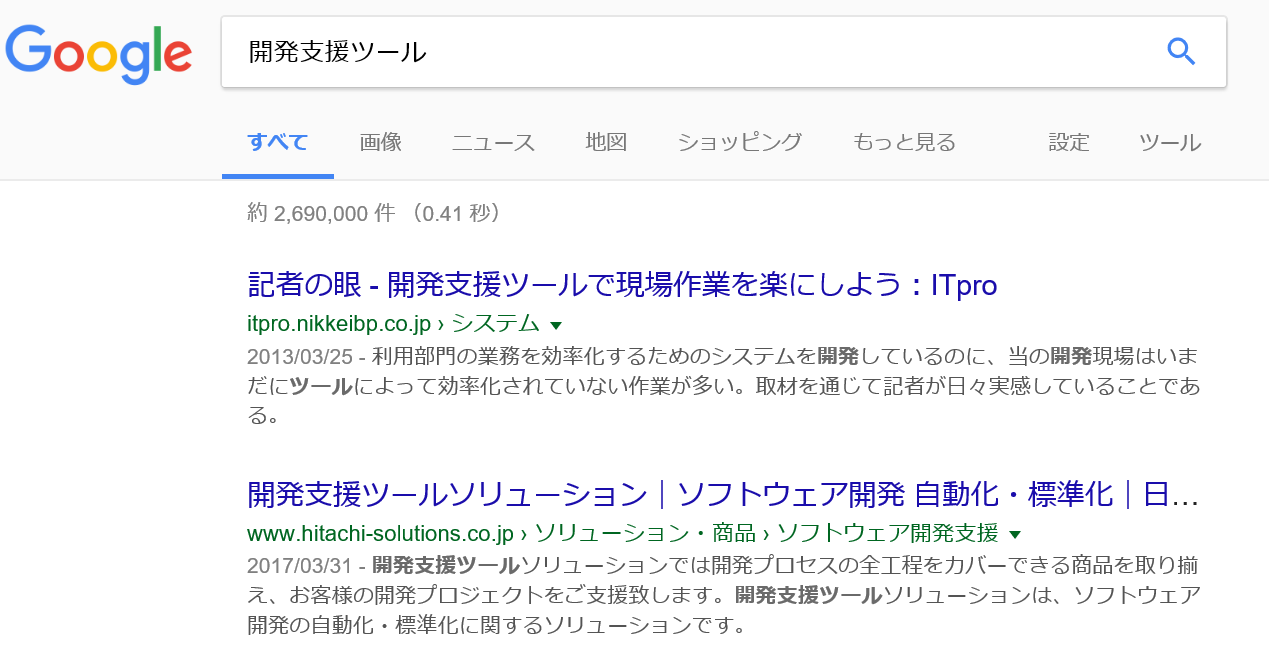 Google 開発支援ツール
すべて 画像 ニュース 地図 ショッピング もっと見る 設定 ツール
約 2,690,000 件 （0.41 秒）
記者の眼 - 開発支援ツールで現場作業を楽にしよう：ITpro
itpro.nikkeibp.co.jp › システム
2013/03/25 - 利用部門の業務を効率化するためのシステムを開発しているのに、当の開発現場はいま
だにツールによって効率化されていない作業が多い。取材を通じて記者が日々実感していることであ
る。
開発支援ツールソリューション｜ソフトウェア開発 自動化・標準化｜日...
www.hitachi-solutions.co.jp › ソリューション・商品 › ソフトウェア開発支援
2017/03/31 - 開発支援ツールソリューションでは開発プロセスの全工程をカバーできる商品を取り揃
え、お客様の開発プロジェクトをご支援致します。開発支援ツールソリューションは、ソフトウェア
開発の自動化・標準化に関するソリューションです。